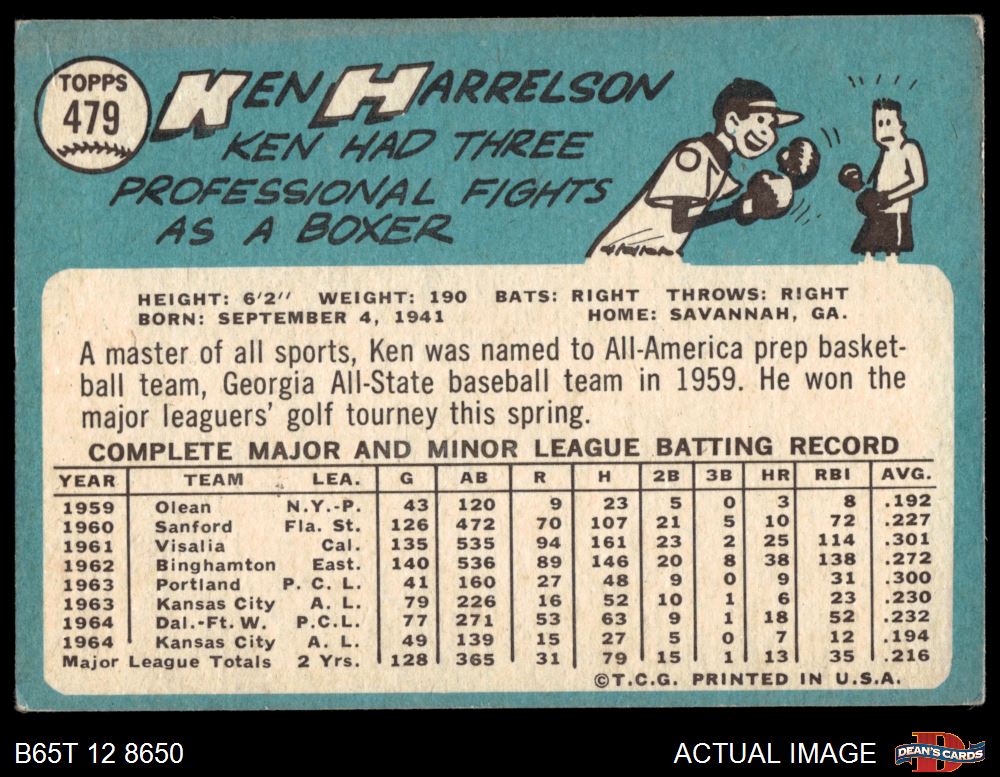 TOPPS
479
KEN HARRELSON
KEN HAD THREE
PROFESSIONAL FIGHTS
AS A BOXER
HEIGHT: 6'2" WEIGHT: 190 BATS: RIGHT THROWS: RIGHT
BORN: SEPTEMBER 4, 1941 HOME: SAVANNAH, GA.
A master of all sports, Ken was named to All-America prep basket-
ball team, Georgia All-State baseball team in 1959. He won the
major leaguers' golf tourney this spring.
COMPLETE MAJOR AND MINOR LEAGUE BATTING RECORD
YEAR TEAM LEA. G AB R H 2B 3B HR RBI AVG.
1959 Olean N.Y.-P. 43 120 9 23 5 0 3 8 .192
1960 Sanford Fla. St. 126 472 70 107 21 5 10 72 .227
1961 Visalia Cal. 135 535 94 161 23 2 25 114 .301
1962 Binghamton East. 140 536 89 146 20 8 38 138 .272
1963 Portland P. C. L. 41 160 27 48 9 0 9 31 .300
1963 Kansas City A. L. 79 226 16 52 10 1 6 23 .230
1964 Dal.-Ft. W. P.C.L. 77 271 53 63 9 1 18 52 .232
1964 Kansas City A. L. 49 139 15 27 5 0 7 12 .194
Major League Totals 2 Yrs. 128 365 31 79 15 1 13 35 .216
©T.C.G. PRINTED IN U.S.A.
B65T 12 8650
ACTUAL IMAGE
D
DEAN'S CARDS